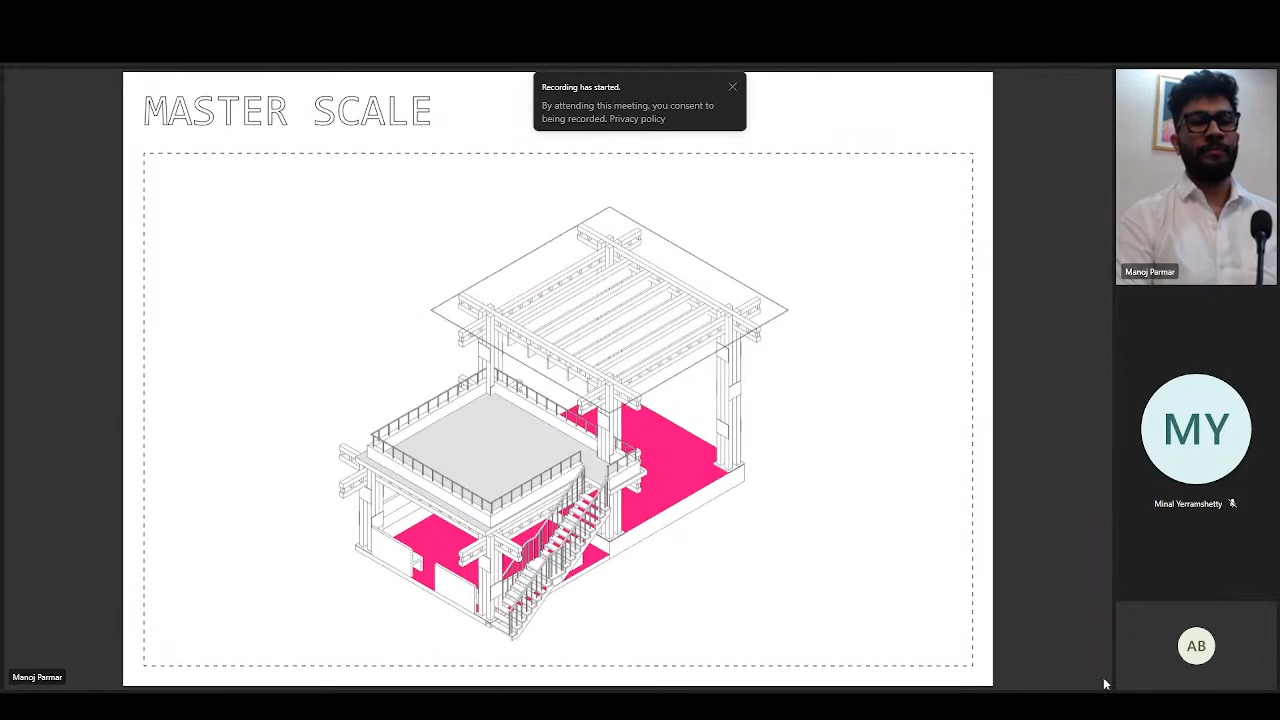 MASTER SCALE
Recording has started.
By attending this meeting, you consent to
being recorded. Privacy policy
Manoj Parmar
MY
Minal Yerramshetty
AB
Manoj Parmar